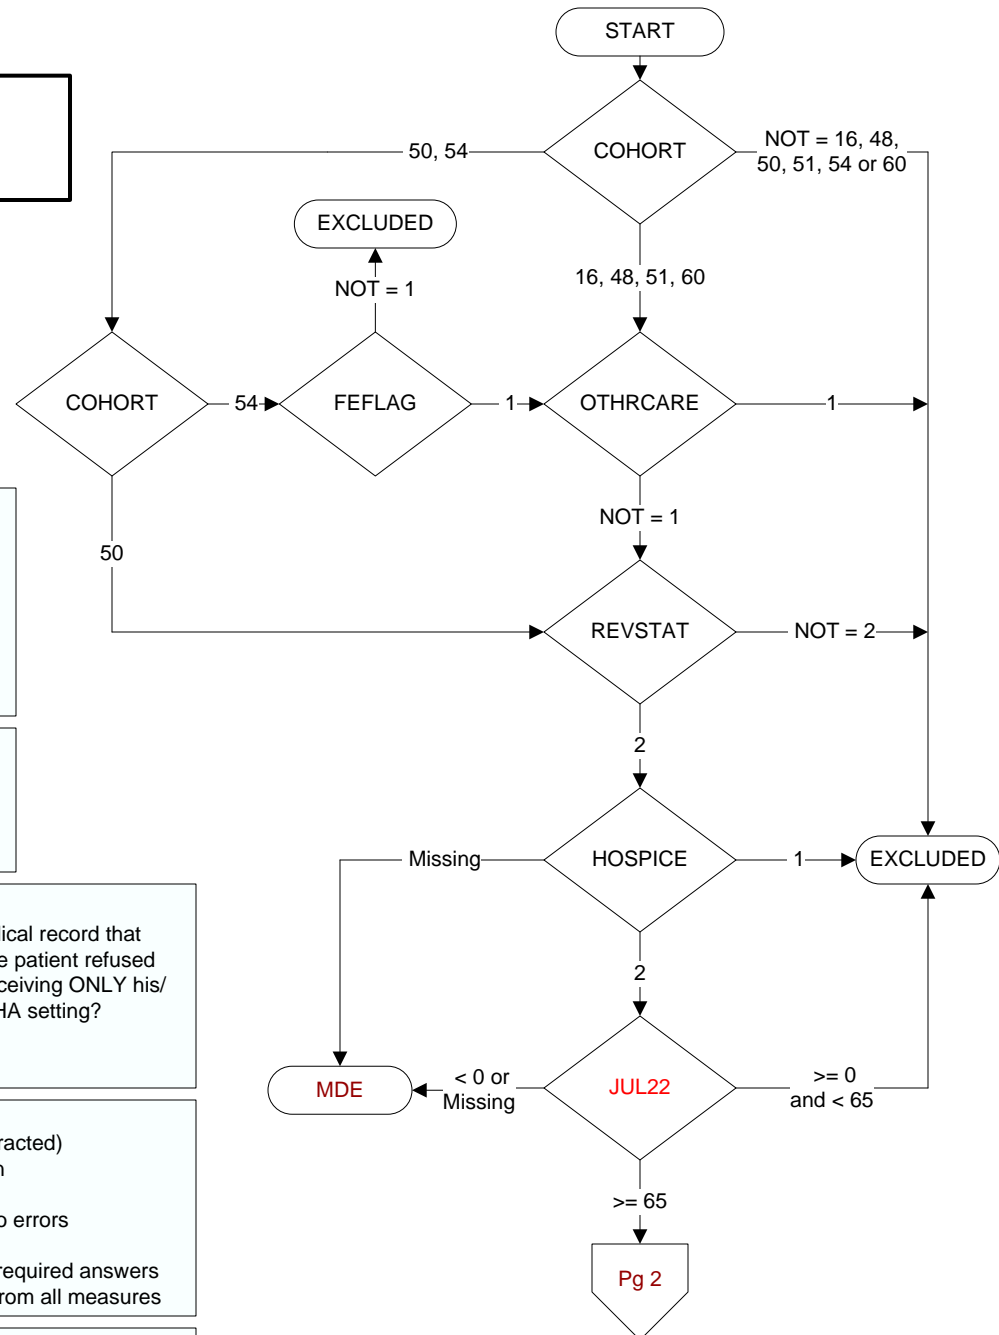 START
COHORT
50, 54
NOT = 16, 48,
50, 51, 54 or 60
EXCLUDED
NOT = 1
16, 48, 51, 60
COHORT
54
FEFLAG
1
OTHRCARE
1
NOT = 1
50
REVSTAT
NOT = 2
2
Missing
HOSPICE
1
EXCLUDED
2
MDE
< 0 or
Missing
JUL22
>= 0
and < 65
>= 65
Pg 2
dical record that
e patient refused
ceiving ONLY his/
HA setting?
racted)
n
o errors
required answers
rom all measures